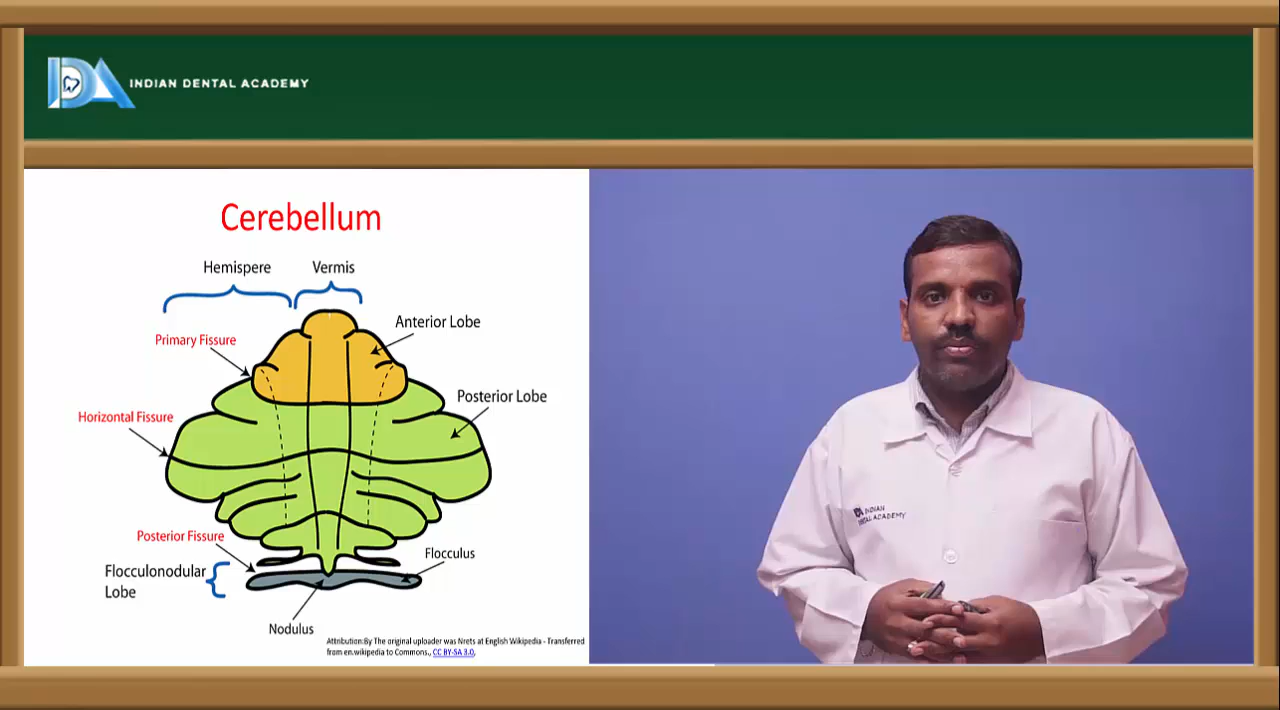 INDIAN DENTAL ACADEMY
Cerebellum
Hemispere
Vermis
Anterior Lobe
Primary Fissure
Posterior Lobe
Horizontal Fissure
Posterior Fissure
Flocculus
Flocculonodular
Lobe
Nodulus
Attribution:By The original uploader was Nrets at English Wikipedia - Transferred
from en.wikipedia to Commons., CC BY-SA 3.0,
INDIAN
DENTAL ACADEMY